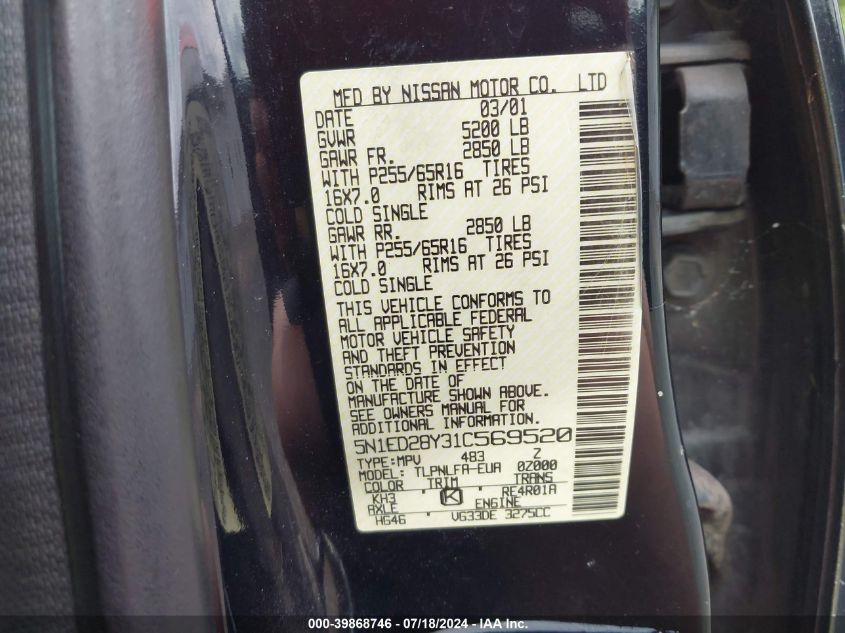 MFD BY NISSAN MOTOR CO. LTD
DATE 03/01
GVWR 5200 LB
GAWR FR. 2850 LB
WITH P255/65R16 TIRES
16X7.0 RIMS AT 26 PSI
COLD SINGLE
GAWR RR. 2850 LB
WITH P255/65R16 TIRES
16X7.0 RIMS AT 26 PSI
COLD SINGLE
THIS VEHICLE CONFORMS TO
ALL APPLICABLE FEDERAL
MOTOR VEHICLE SAFETY
AND THEFT PREVENTION
STANDARDS IN EFFECT
ON THE DATE OF
MANUFACTURE SHOWN ABOVE.
SEE OWNERS MANUAL FOR
ADDITIONAL INFORMATION.
5N1ED28Y31C569520
TYPE:MPV 483 Z
MODEL: TLPNLFA-EUA 0Z000
COLOR TRIM TRANS
KH3 K RE4R01A
AXLE ENGINE
HG46 VG33DE 3275CC
000-39868746 - 07/18/2024 - IAA Inc.